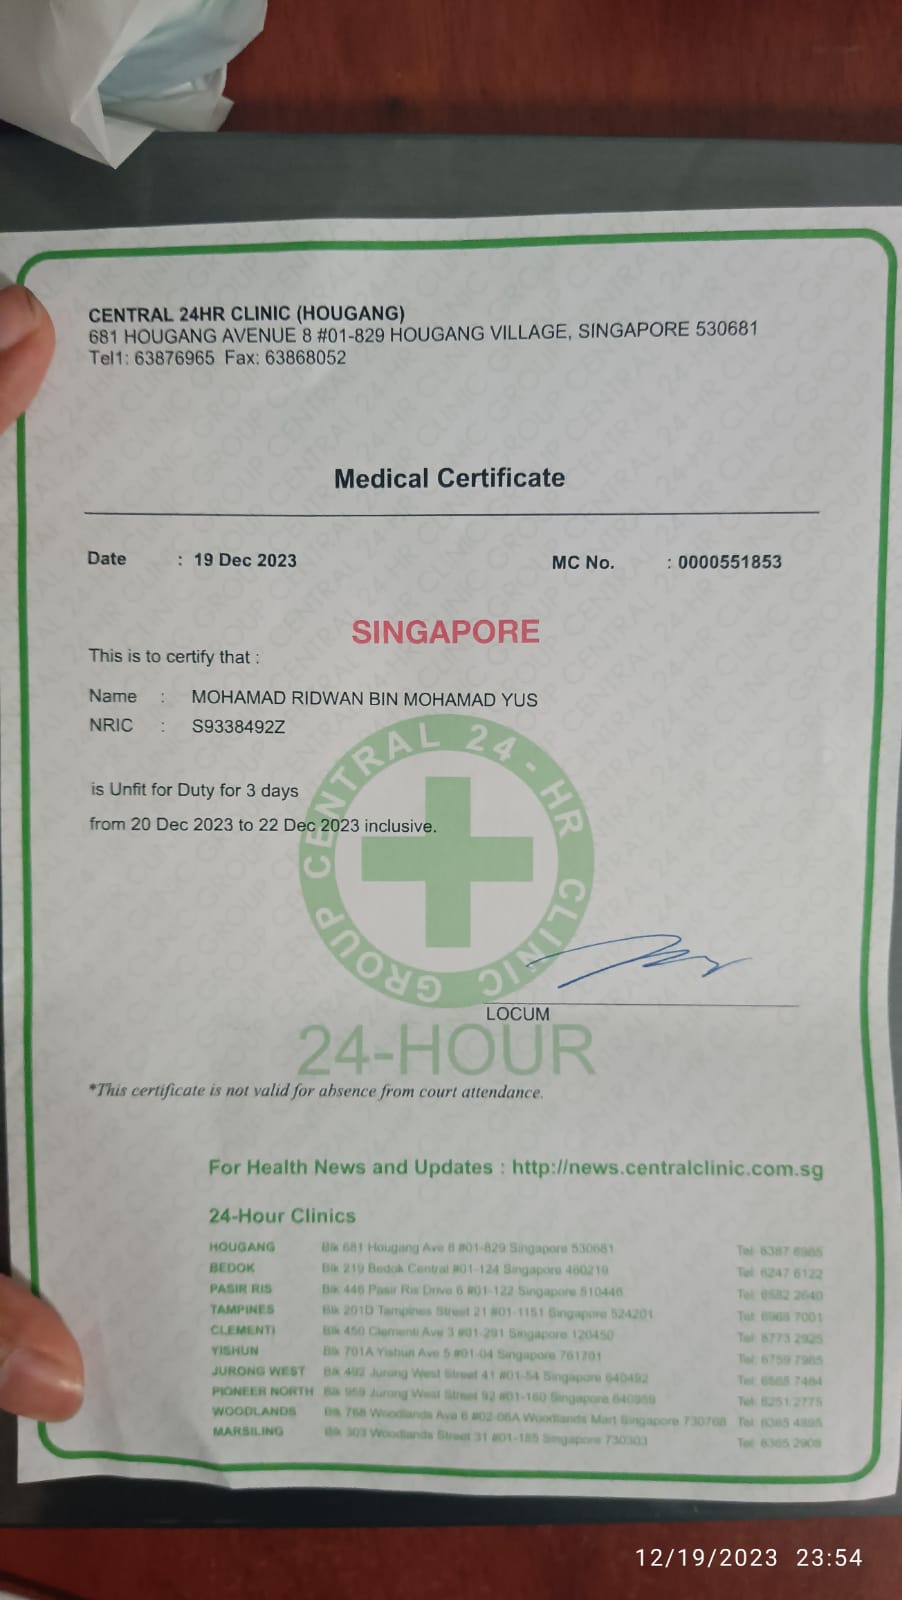 CENTRAL 24HR CLINIC (HOUGANG)
681 HOUGANG AVENUE 8 #01-829 HOUGANG VILLAGE, SINGAPORE 530681
Tel1: 63876965 Fax: 63868052
Medical Certificate
Date : 19 Dec 2023 MC No. : 0000551853
SINGAPORE
This is to certify that :
Name : MOHAMAD RIDWAN BIN MOHAMAD YUS
NRIC : S9338492Z
is Unfit for Duty for 3 days
from 20 Dec 2023 to 22 Dec 2023 inclusive.
CENTRAL 24-HR CLINIC GROUP
LOCUM
24-HOUR
*This certificate is not valid for absence from court attendance.
For Health News and Updates : http://news.centralclinic.com.sg
24-Hour Clinics
HOUGANG Blk 681 Hougang Ave 8 #01-829 Singapore 530681 Tel: 6387 6965
BEDOK Blk 219 Bedok Central #01-124 Singapore 460219 Tel: 6247 6122
PASIR RIS Blk 446 Pasir Ris Drive 6 #01-122 Singapore 510446 Tel: 6582 2640
TAMPINES Blk 201D Tampines Street 21 #01-1151 Singapore 524201 Tel: 7001
CLEMENTI Blk 450 Clementi Ave 3 #01-291 Singapore 120450 Tel: 6773 2925
YISHUN Blk 701A Yishun Ave 5 #01-04 Singapore 761701 Tel: 6759 7985
JURONG WEST Blk 492 Jurong West Street 41 #01-54 Singapore 640492 Tel: 7484
PIONEER NORTH Blk 959 Jurong West Street 92 #01-160 Singapore 640959 Tel: 6251 2775
WOODLANDS Blk 768 Woodlands Ave 6 #02-06A Woodlands Mart Singapore 730768 Tel: 6365
MARSILING Blk 303 Woodlands Street 31 #01-185 Singapore 730303 Tel: 6365 2908
12/19/2023 23:54